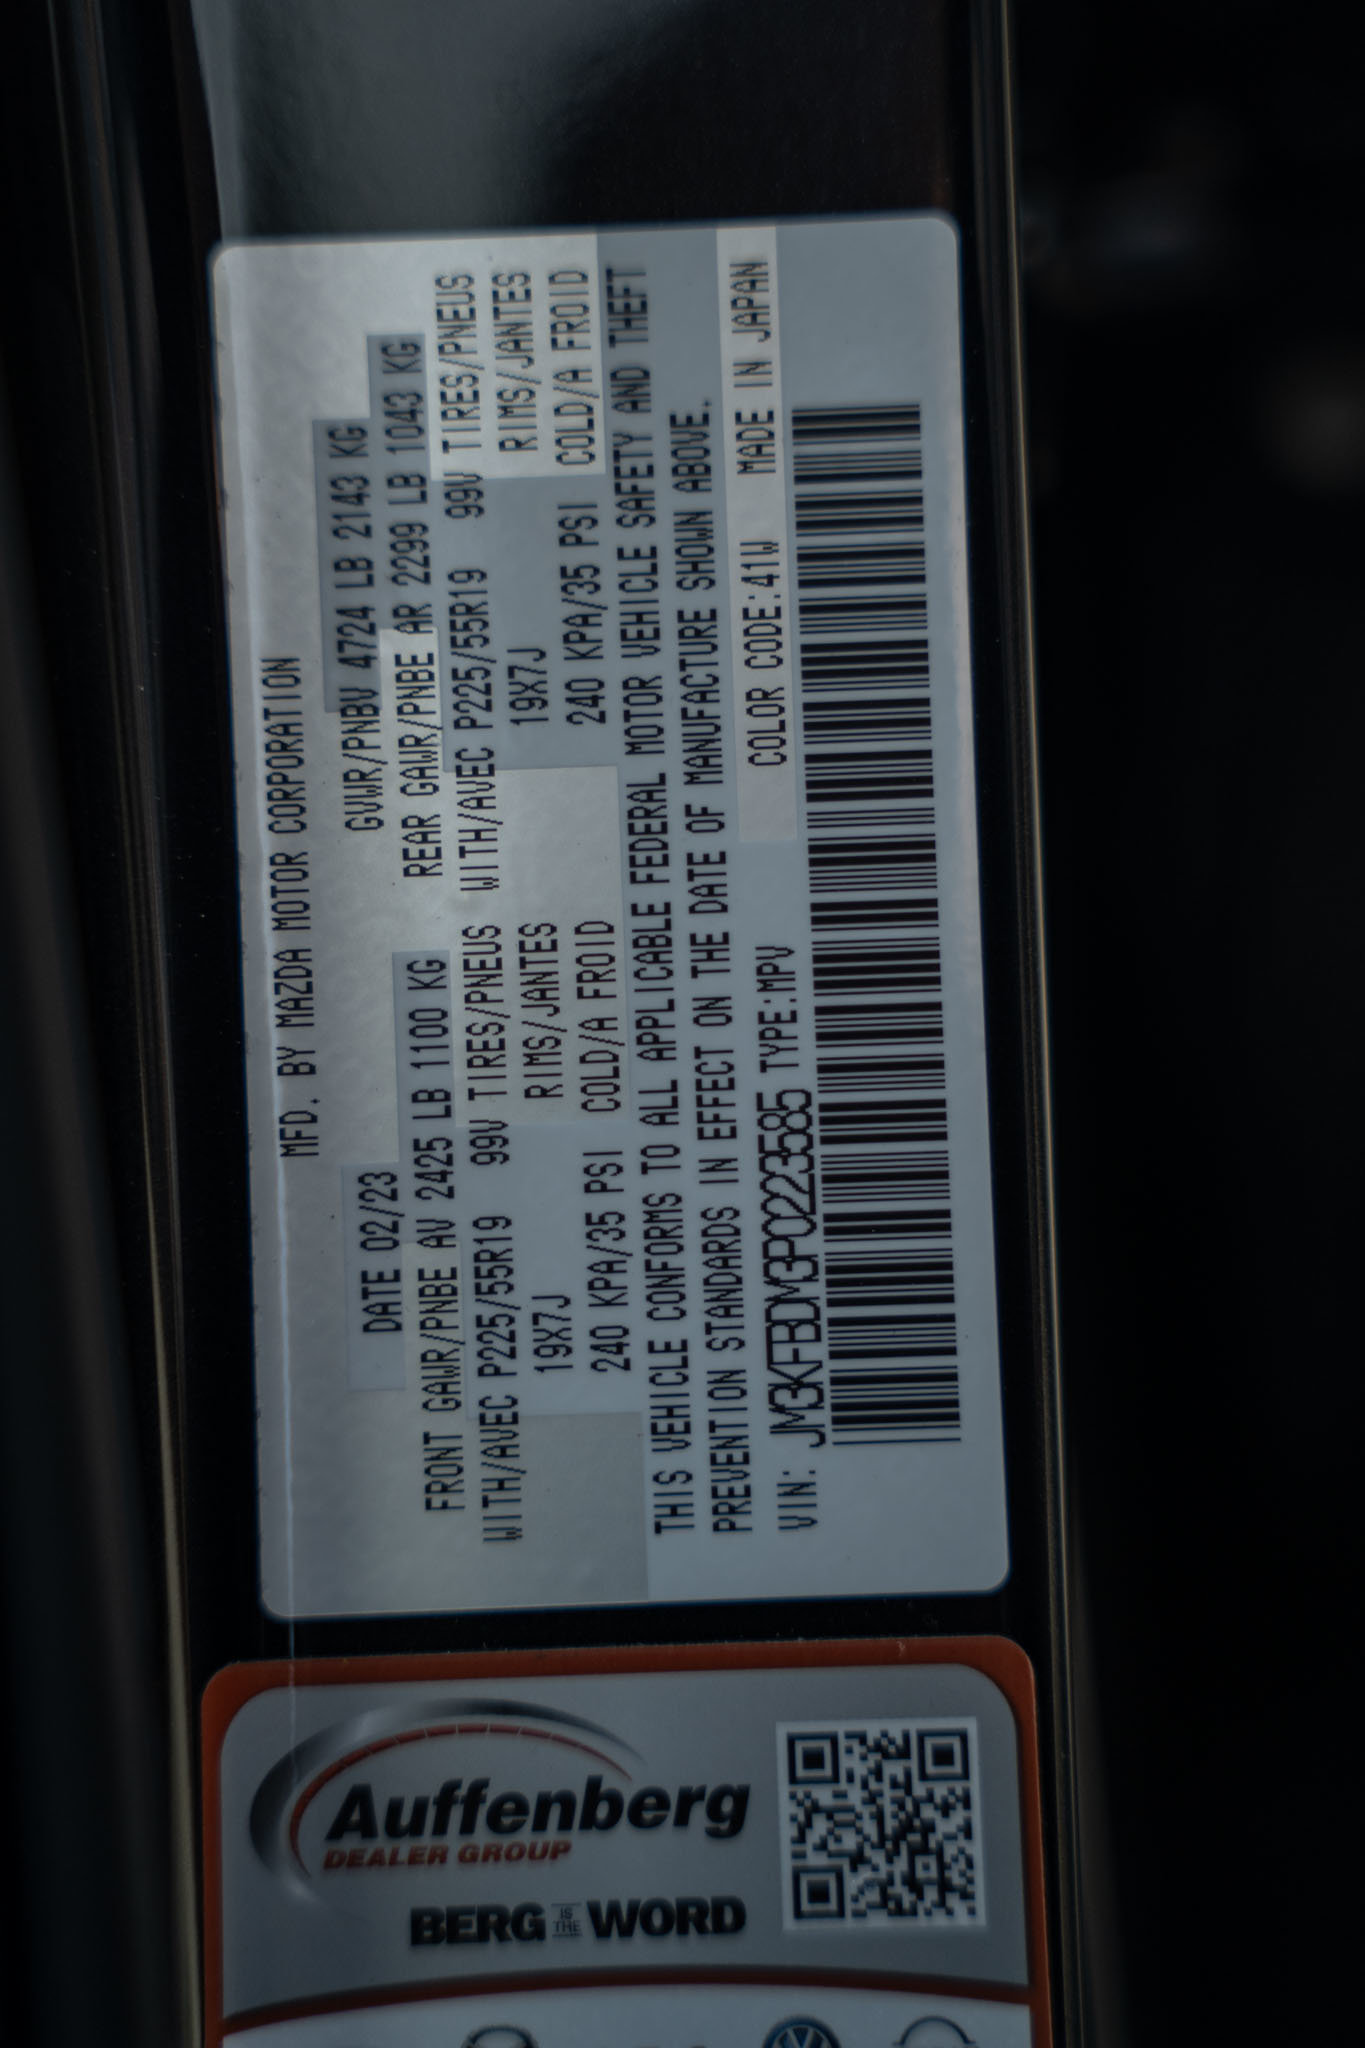 MFD. BY MAZDA MOTOR CORPORATION
DATE 02/23 GVWR/PNBV 4724 LB 2143 KG
FRONT GAWR/PNBE AV 2425 LB 1100 KG REAR GAWR/PNBE AR 2299 LB 1043 KG
WITH/AVEC P225/55R19 99V TIRES/PNEUS WITH/AVEC P225/55R19 99V TIRES/PNEUS
19X7J RIMS/JANTES 19X7J RIMS/JANTES
240 KPA/35 PSI COLD/A FROID 240 KPA/35 PSI COLD/A FROID
THIS VEHICLE CONFORMS TO ALL APPLICABLE FEDERAL MOTOR VEHICLE SAFETY AND THEFT
PREVENTION STANDARDS IN EFFECT ON THE DATE OF MANUFACTURE SHOWN ABOVE.
VIN: JM3KFBDM3P0223585 TYPE:MPV COLOR CODE:41W MADE IN JAPAN
Auffenberg
DEALER GROUP
BERG IS THE WORD